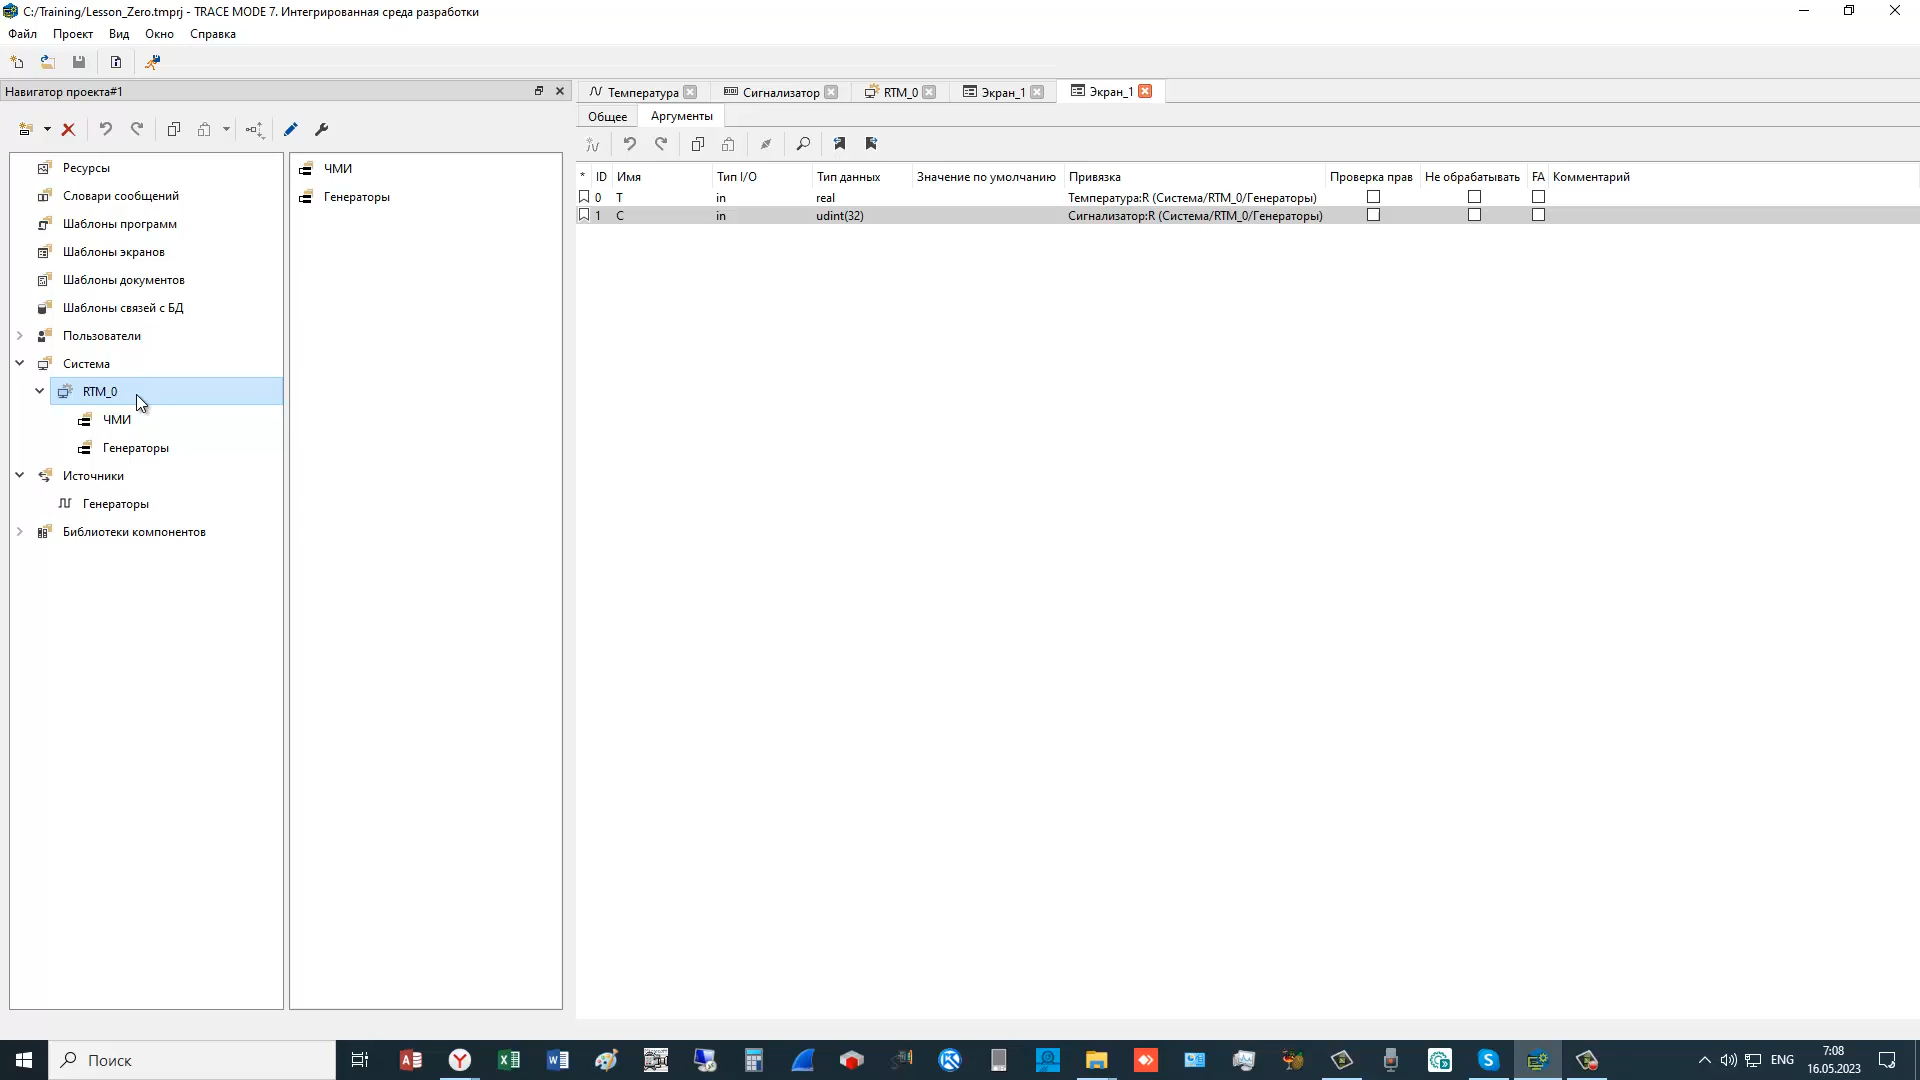 C:/Training/Lesson_Zero.tmprj - TRACE MODE 7. Интегрированная среда разработки
Файл Проект Вид Окно Справка
Навигатор проекта#1
Ресурсы
Словари сообщений
Шаблоны программ
Шаблоны экранов
Шаблоны документов
Шаблоны связей с БД
Пользователи
Система
RTM_0
ЧМИ
Генераторы
Источники
Генераторы
Библиотеки компонентов
ЧМИ
Генераторы
Температура Сигнализатор RTM_0 Экран_1 Экран_1
Общее Аргументы
* ID Имя Тип I/O Тип данных Значение по умолчанию Привязка Проверка прав Не обрабатывать FA Комментарий
0 T in real Температура:R (Система/RTM_0/Генераторы)
1 C in udint(32) Сигнализатор:R (Система/RTM_0/Генераторы)
Поиск
ENG
7:08
16.05.2023